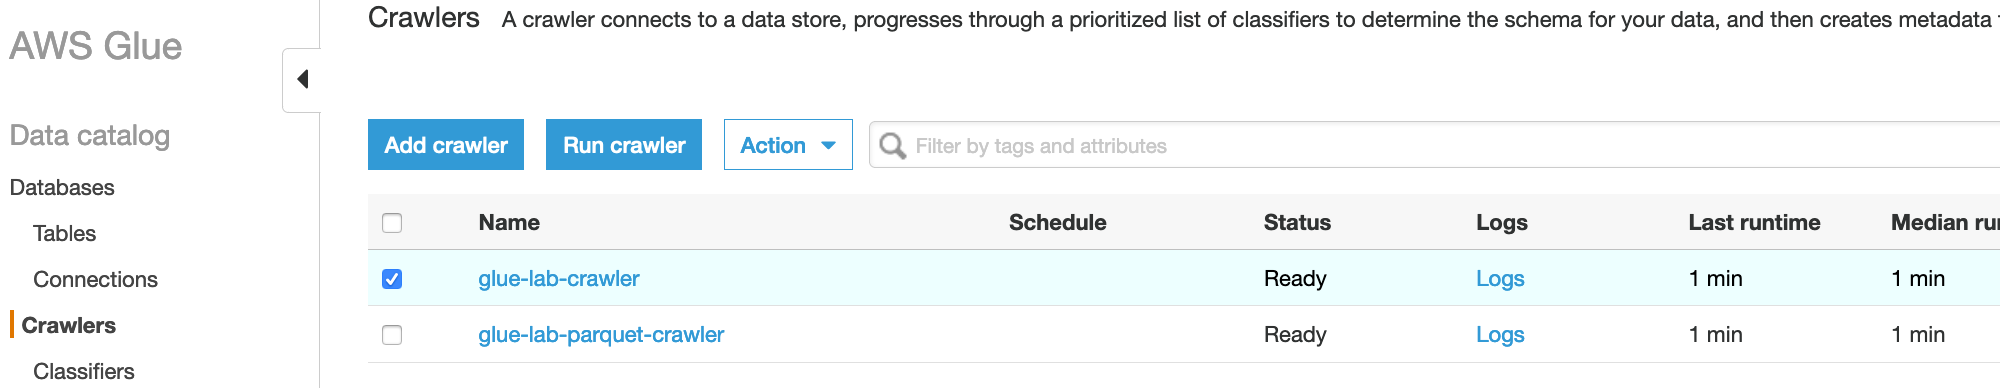 AWS Glue
Data catalog
Databases
Tables
Connections
Crawlers
Classifiers
Crawlers A crawler connects to a data store, progresses through a prioritized list of classifiers to determine the schema for your data, and then creates metadata
Add crawler Run crawler Action Filter by tags and attributes
Name Schedule Status Logs Last runtime Median
glue-lab-crawler Ready Logs 1 min 1 min
glue-lab-parquet-crawler Ready Logs 1 min 1 min